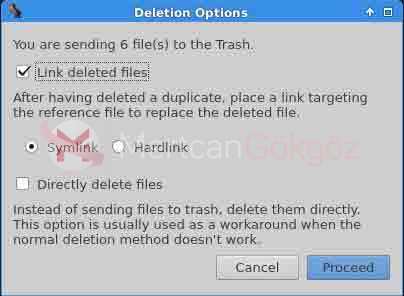 Deletion Options
You are sending 6 file(s) to the Trash.
Link deleted files
After having deleted a duplicate, place a link targeting
the reference file to replace the deleted file.
MertcanGökgöz
Symlink Hardlink
Directly delete files
Instead of sending files to trash, delete them directly.
This option is usually used as a workaround when the
normal deletion method doesn't work.
Cancel Proceed